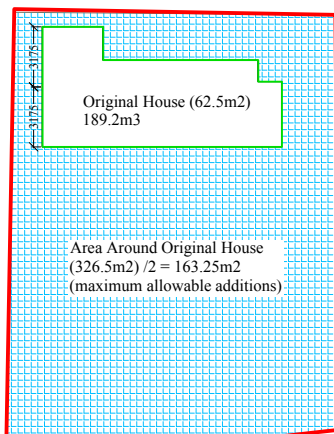 3175
3175
Original House (62.5m2)
189.2m3
Area Around Original House
(326.5m2) /2 = 163.25m2
(maximum allowable additions)